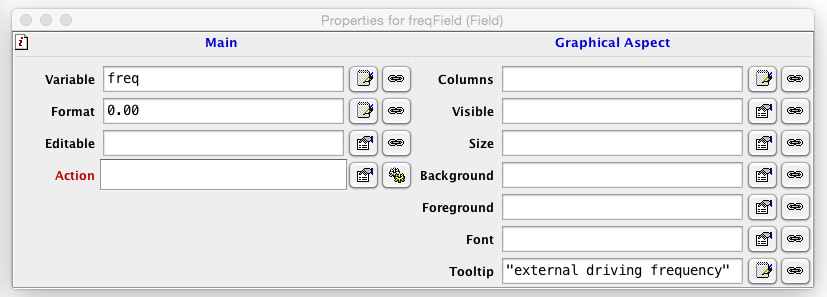 Properties for freqField (Field)
i Main
Graphical Aspect
Variable freq
Format 0.00
Editable
Action
Columns
Visible
Size
Background
Foreground
Font
Tooltip "external driving frequency"